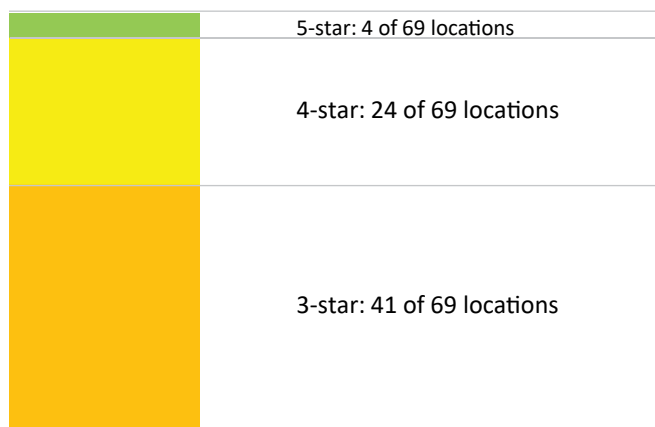 5-star: 4 of 69 locations
4-star: 24 of 69 locations
3-star: 41 of 69 locations